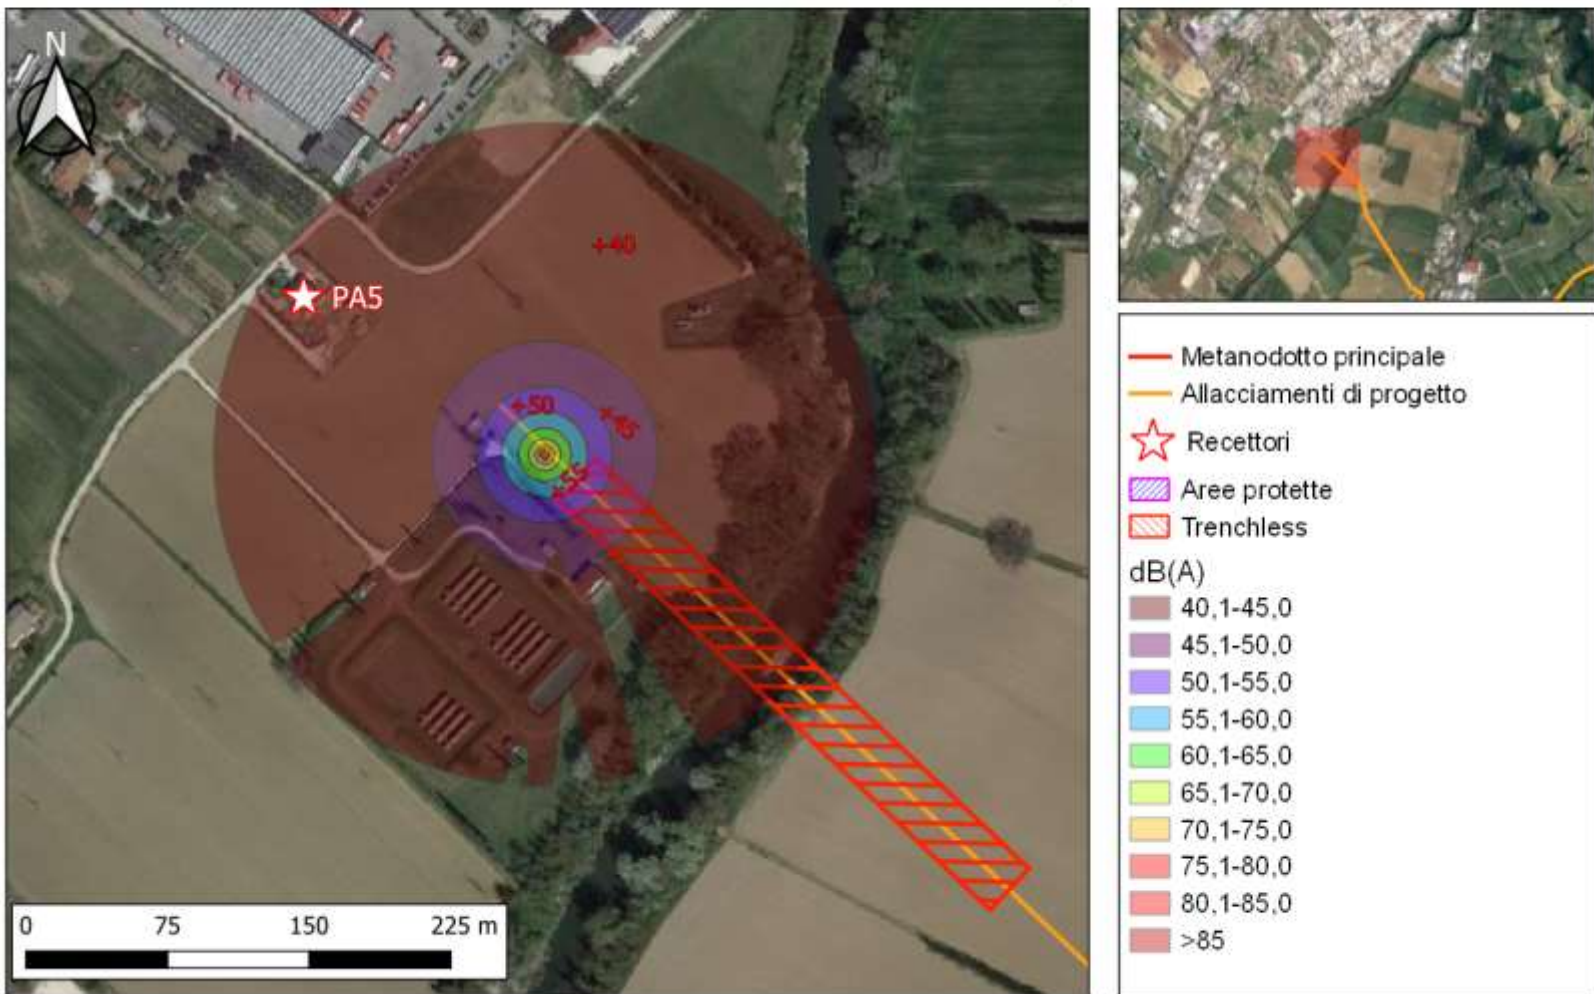 N
+40
PA5
+50
+45
+55
0 75 150 225 m
Metanodotto principale
Allacciamenti di progetto
Recettori
Aree protette
Trenchless
dB(A)
40,1-45,0
45,1-50,0
50,1-55,0
55,1-60,0
60,1-65,0
65,1-70,0
70,1-75,0
75,1-80,0
80,1-85,0
>85